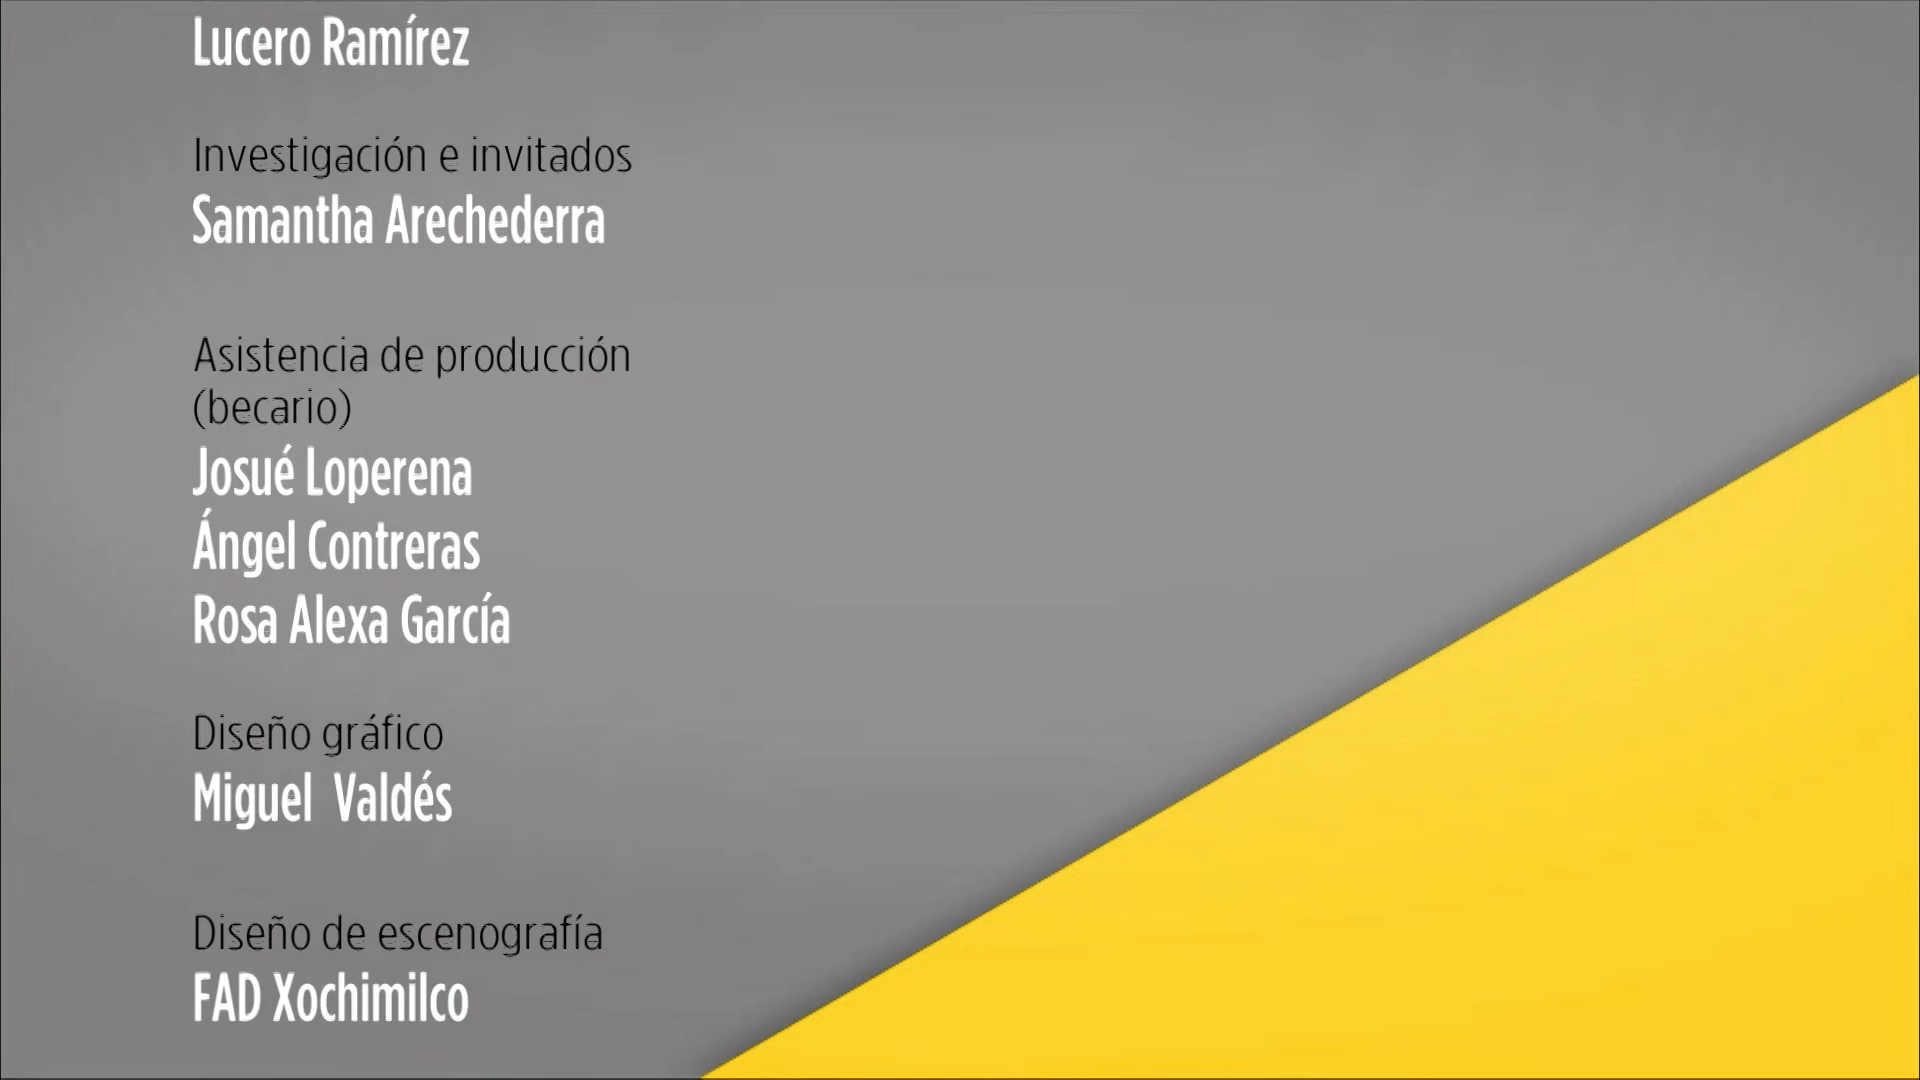 Lucero Ramírez
Investigación e invitados
Samantha Arechederra
Asistencia de producción
(becario)
Josué Loperena
Ángel Contreras
Rosa Alexa García
Diseño gráfico
Miguel  Valdés
Diseño de escenografía
FAD Xochimilco